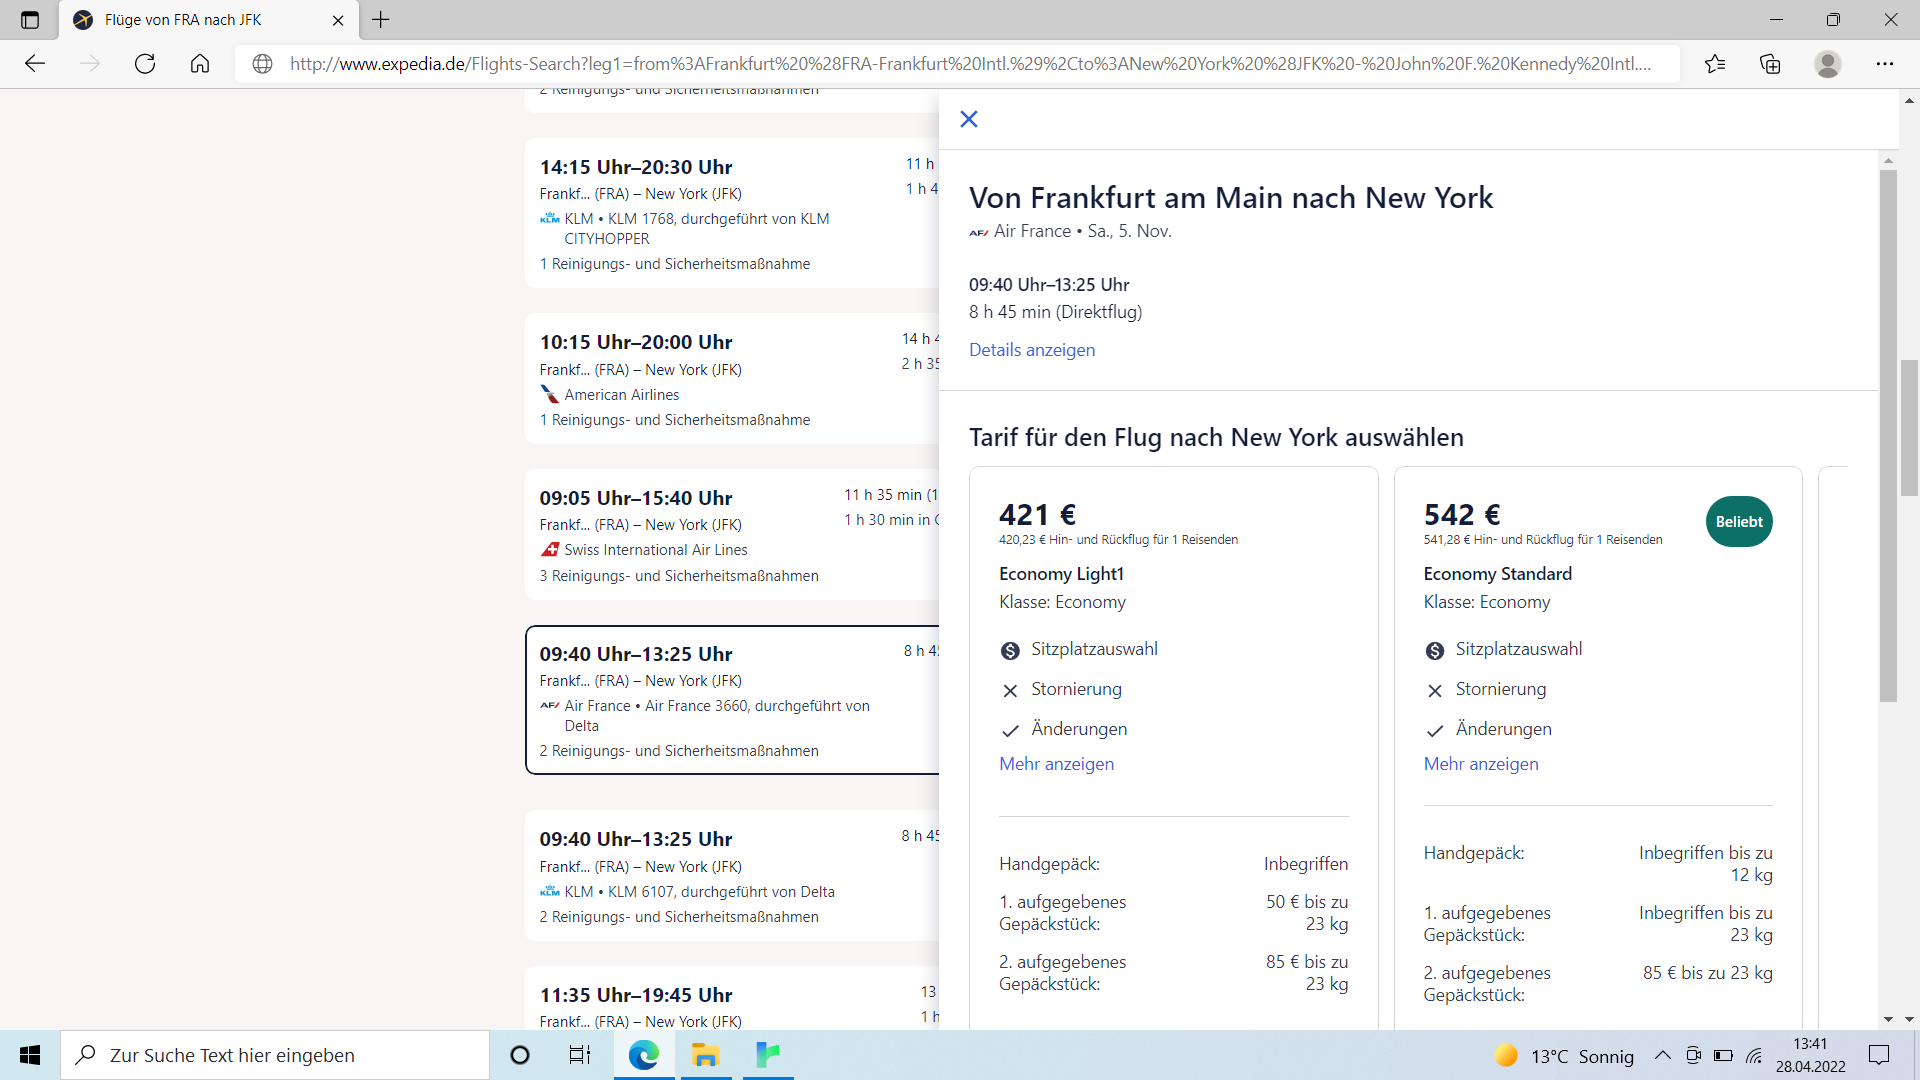 Flüge von FRA nach JFK
http://www.expedia.de/Flights-Search?leg1=from%3AFrankfurt%20%28FRA-Frankfurt%20Intl.%29%2Cto%3ANew%20York%20%28JFK%20-%20John%20F.%20Kennedy%20Intl....
2 Reinigungs- und Sicherheitsmaßnahmen
14:15 Uhr–20:30 Uhr
11 h
Frankf... (FRA) – New York (JFK)
1 h 4
KLM KLM • KLM 1768, durchgeführt von KLM
CITYHOPPER
1 Reinigungs- und Sicherheitsmaßnahme
10:15 Uhr–20:00 Uhr
14 h 4
Frankf... (FRA) – New York (JFK)
2 h 35
American Airlines
1 Reinigungs- und Sicherheitsmaßnahme
09:05 Uhr–15:40 Uhr
11 h 35 min (1
Frankf... (FRA) – New York (JFK)
1 h 30 min in
Swiss International Air Lines
3 Reinigungs- und Sicherheitsmaßnahmen
09:40 Uhr–13:25 Uhr
8 h 45
Frankf... (FRA) – New York (JFK)
AF Air France • Air France 3660, durchgeführt von
Delta
2 Reinigungs- und Sicherheitsmaßnahmen
09:40 Uhr–13:25 Uhr
8 h 45
Frankf... (FRA) – New York (JFK)
KLM KLM • KLM 6107, durchgeführt von Delta
2 Reinigungs- und Sicherheitsmaßnahmen
11:35 Uhr–19:45 Uhr
13
Frankf... (FRA) – New York (JFK)
1 h
Von Frankfurt am Main nach New York
AF Air France • Sa., 5. Nov.
09:40 Uhr–13:25 Uhr
8 h 45 min (Direktflug)
Details anzeigen
Tarif für den Flug nach New York auswählen
421 €
420,23 € Hin- und Rückflug für 1 Reisenden
Economy Light1
Klasse: Economy
Sitzplatzauswahl
Stornierung
Änderungen
Mehr anzeigen
Handgepäck:
Inbegriffen
1. aufgegebenes
Gepäckstück:
50 € bis zu
23 kg
2. aufgegebenes
Gepäckstück:
85 € bis zu
23 kg
542 €
Beliebt
541,28 € Hin- und Rückflug für 1 Reisenden
Economy Standard
Klasse: Economy
Sitzplatzauswahl
Stornierung
Änderungen
Mehr anzeigen
Handgepäck:
Inbegriffen bis zu
12 kg
1. aufgegebenes
Gepäckstück:
Inbegriffen bis zu
23 kg
2. aufgegebenes
Gepäckstück:
85 € bis zu 23 kg
Zur Suche Text hier eingeben
13°C Sonnig
13:41
28.04.2022